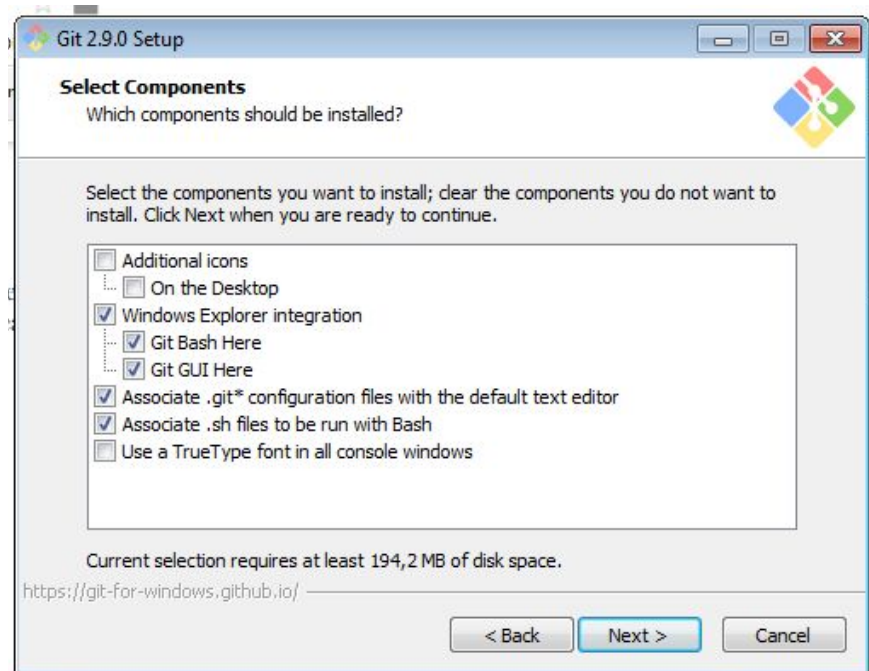 Git 2.9.0 Setup
Select Components
Which components should be installed?
Select the components you want to install; clear the components you do not want to
install. Click Next when you are ready to continue.
Additional icons
On the Desktop
Windows Explorer integration
Git Bash Here
Git GUI Here
Associate .git* configuration files with the default text editor
Associate .sh files to be run with Bash
Use a TrueType font in all console windows
Current selection requires at least 194,2 MB of disk space.
https://git-for-windows.github.io/
< Back Next > Cancel